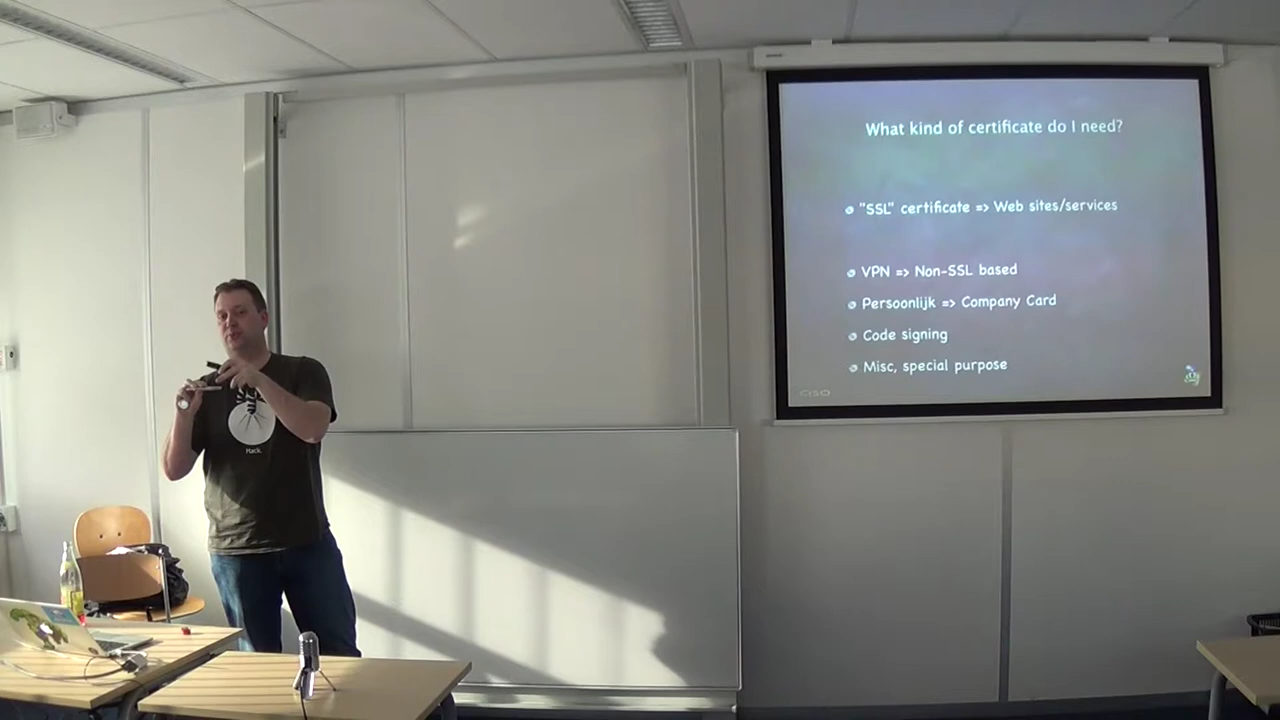 What kind of certificate do I need?
"SSL" certificate => Web sites/services
VPN => Non-SSL based
Persoonlijk => Company Card
Code signing
Misc, special purpose
Hack.